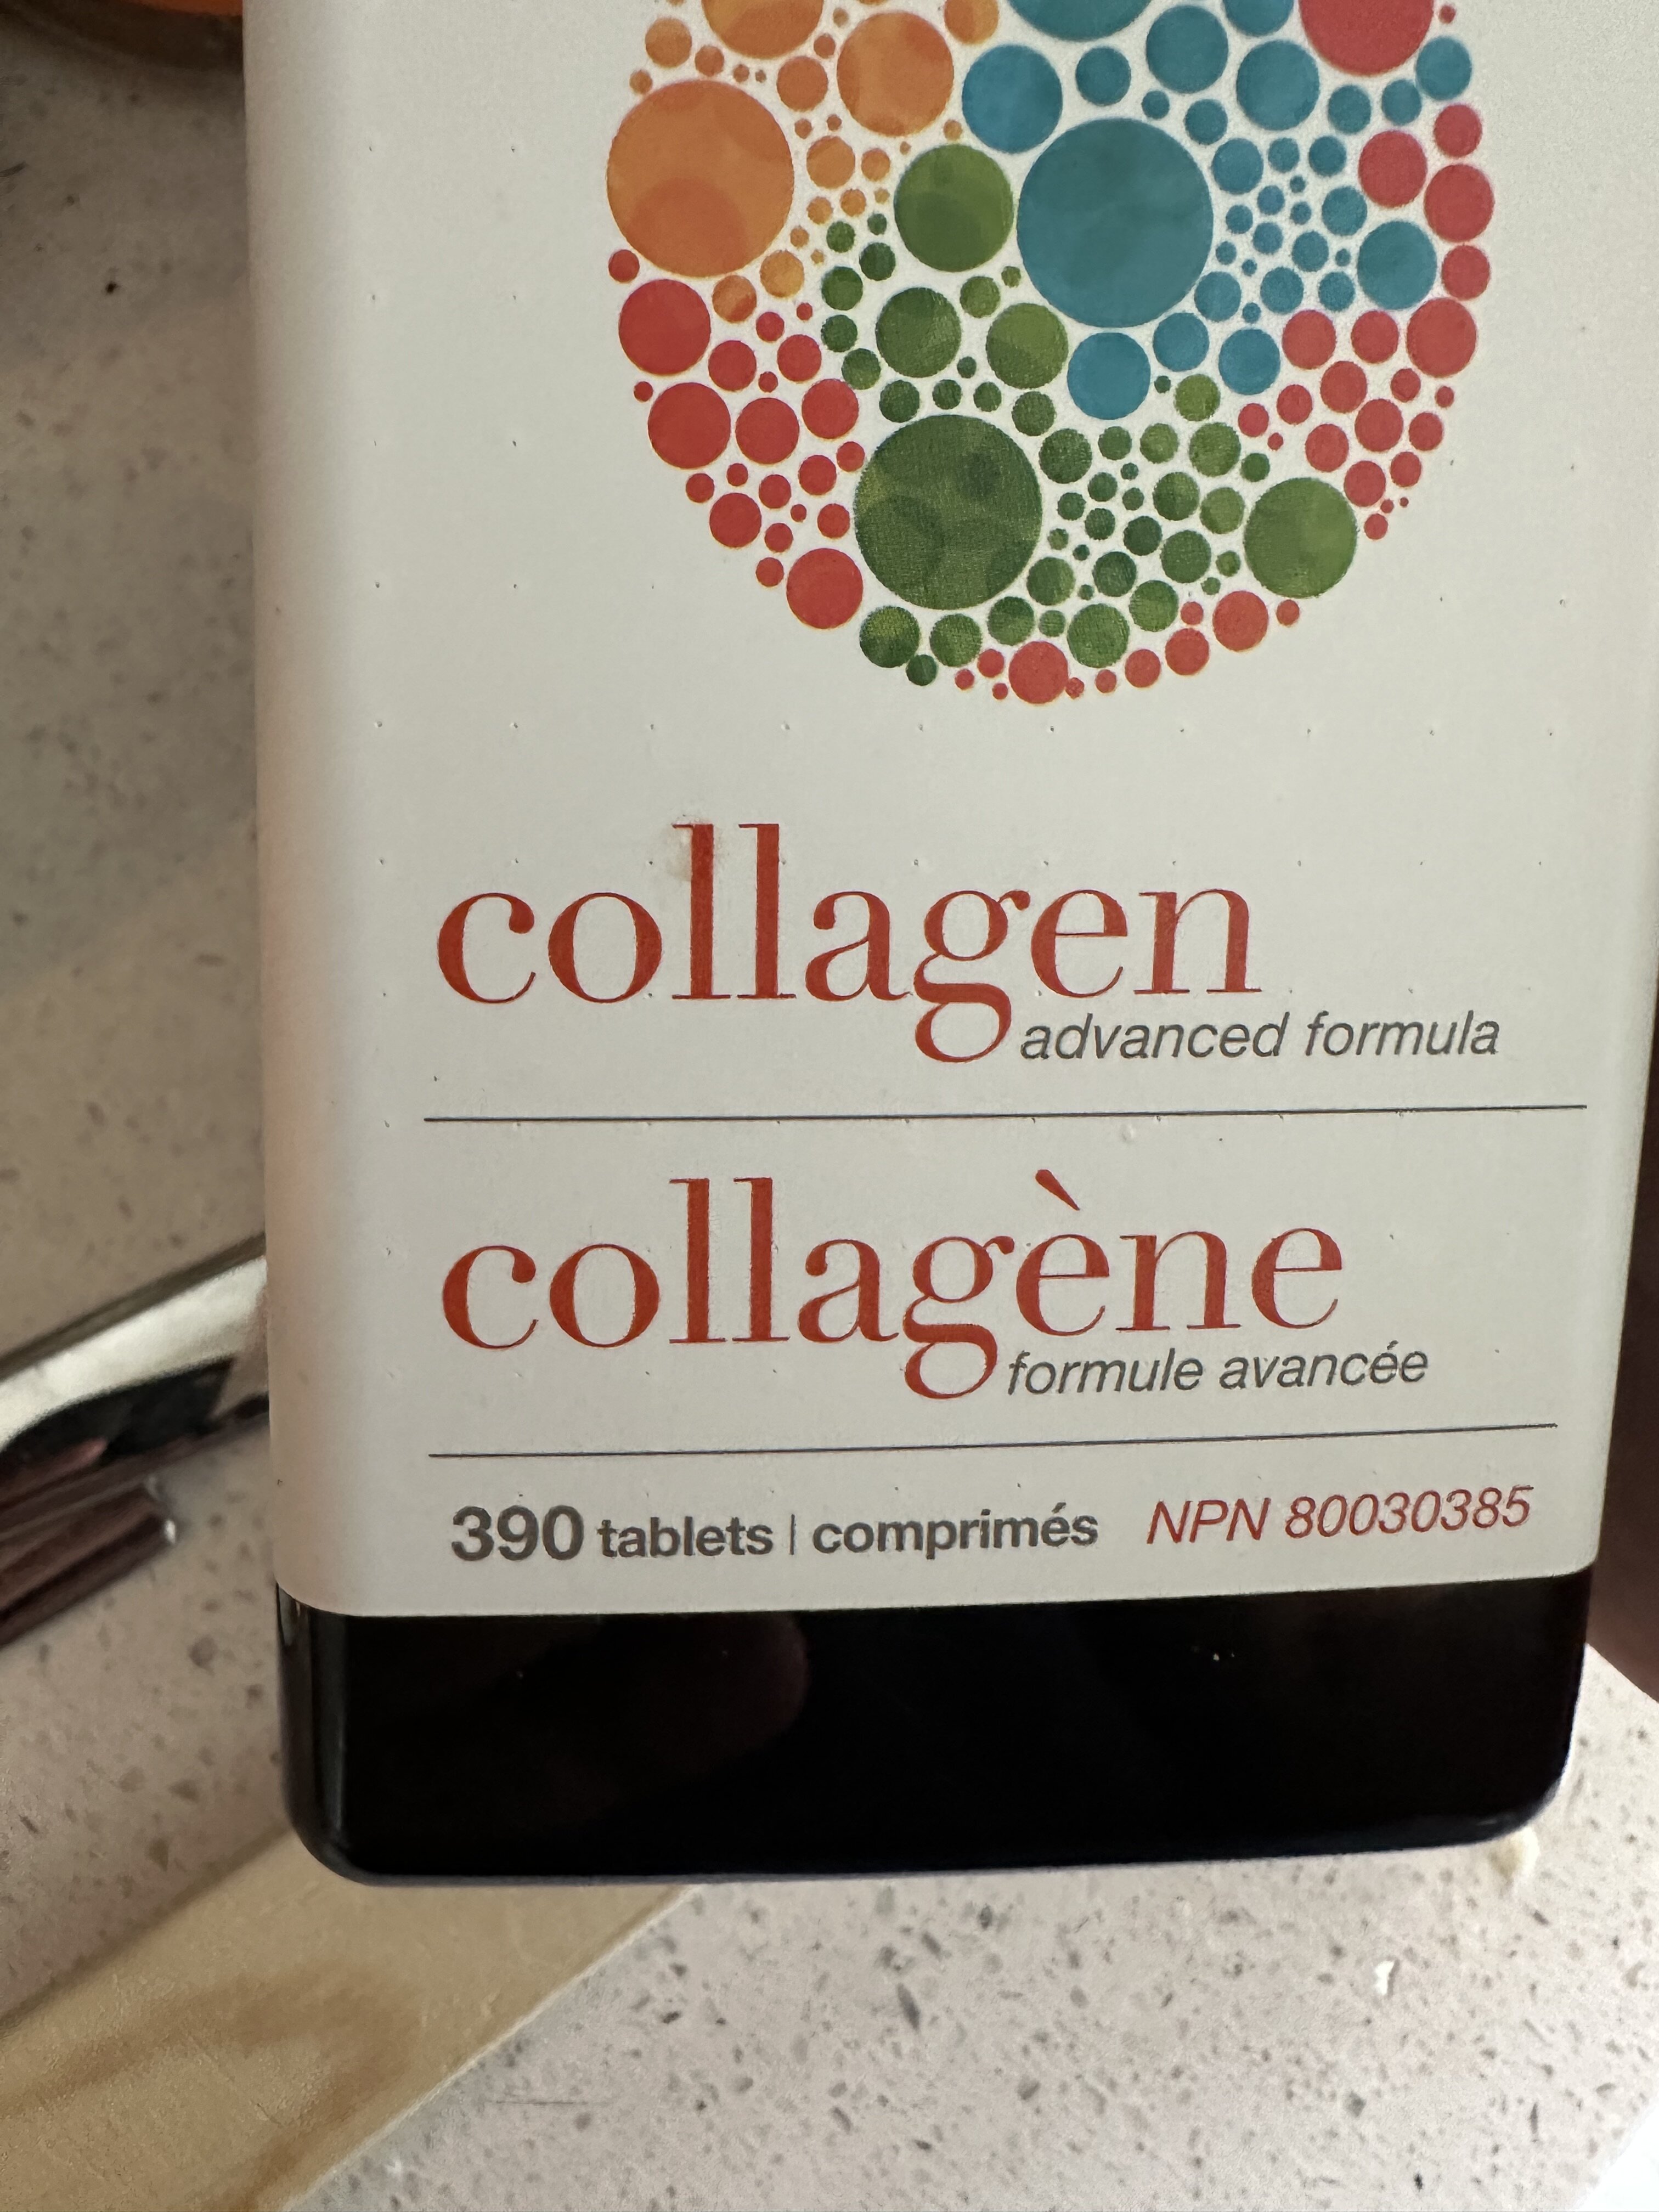 collagen
advanced formula
collagène
formule avancée
390 tablets | comprimés NPN 80030385